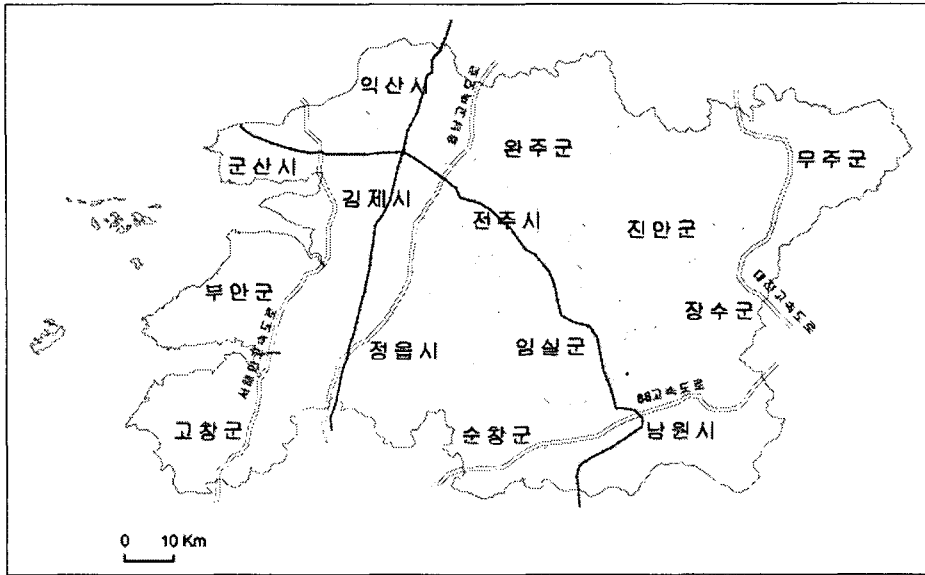 익산시
호남고속도로
완주군
무주군
군산시
김제시
전주시
진안군
부안군
장수군
대전고속도로
서해안고속도로
정읍시
임실군
88고속도로
고창군
순창군
남원시
0 10 Km